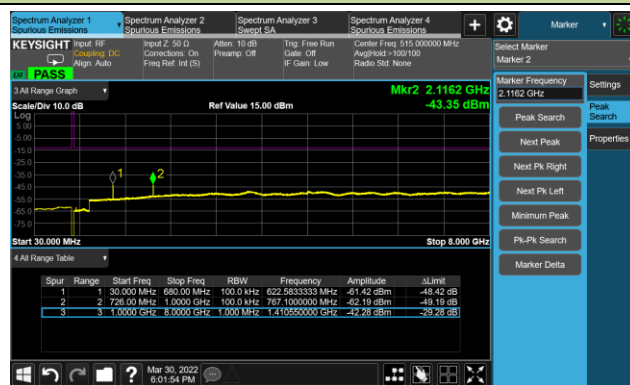 Spectrum Analyzer 1
Spurious Emissions
Spectrum Analyzer 2
Spurious Emissions
Spectrum Analyzer 3
Swept SA
Spectrum Analyzer 4
Spurious Emissions
+
Marker
KEYSIGHT
Input: RF
Coupling: DC
Align: Auto
Input Z: 50 Ω
Corrections: On
Freq Ref: Int (S)
Atten: 10 dB
Preamp: Off
Trig: Free Run
Gate: Off
IF Gain: Low
Center Freq: 515.000000 MHz
Avg|Hold:>100/100
Radio Std: None
PASS
Select Marker
Marker 2
3 All Range Graph
Mkr2 2.1162 GHz
Scale/Div 10.0 dB
Ref Value 15.00 dBm
-43.35 dBm
Log
5.00
-5.00
-15.0
-25.0
-35.0
-45.0
-55.0
-65.0
-75.0
1
2
Start 30.000 MHz
Stop 8.000 GHz
4 All Range Table
Spur Range Start Freq Stop Freq RBW Frequency Amplitude ΔLimit
1 1 30.000 MHz 680.00 MHz 100.0 kHz 622.5833333 MHz -61.42 dBm -48.42 dB
2 2 726.00 MHz 1.0000 GHz 100.0 kHz 767.1000000 MHz -62.19 dBm -49.19 dB
3 3 1.0000 GHz 8.0000 GHz 1.000 MHz 1.410550000 GHz -42.28 dBm -29.28 dB
Marker Frequency
2.1162 GHz
Peak Search
Next Peak
Next Pk Right
Next Pk Left
Minimum Peak
Pk-Pk Search
Marker Delta
Settings
Peak
Search
Properties
?
Mar 30, 2022
6:01:54 PM